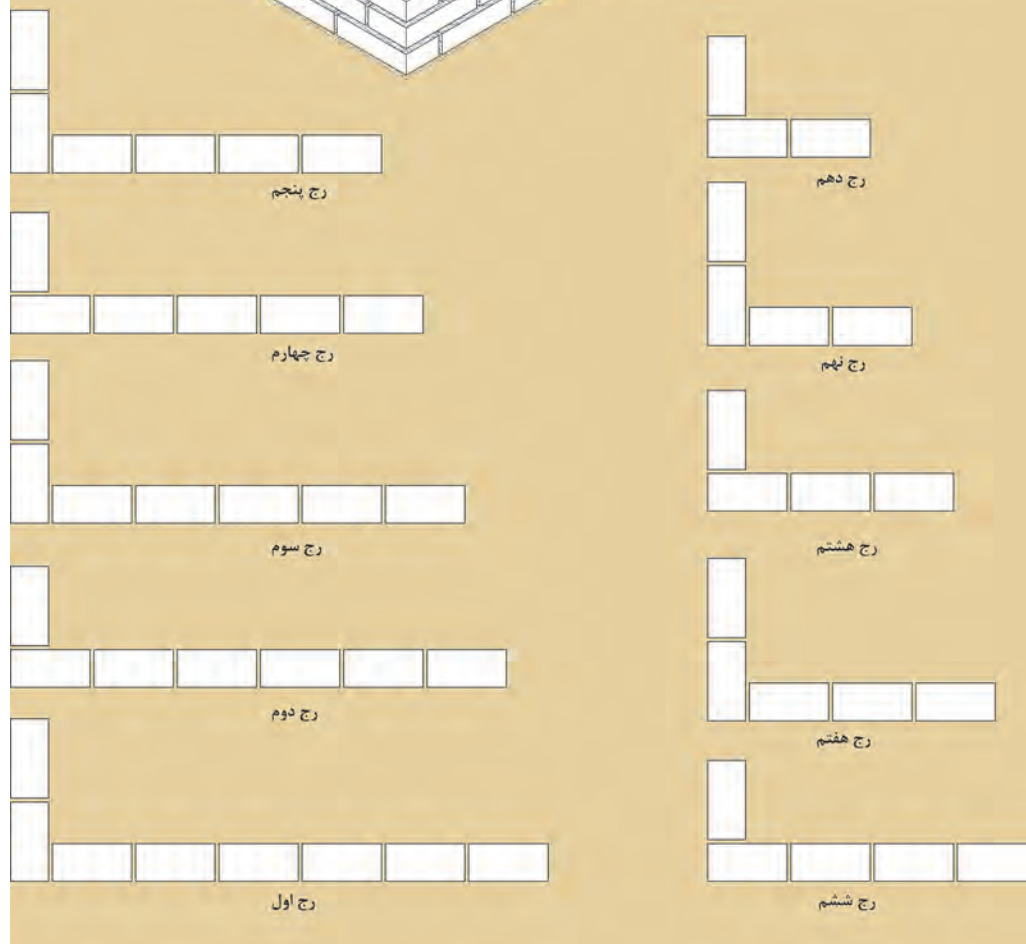 رج دهم
رج پنجم
رج نهم
رج چهارم
رج هشتم
رج سوم
رج هفتم
رج دوم
رج ششم
رج اول